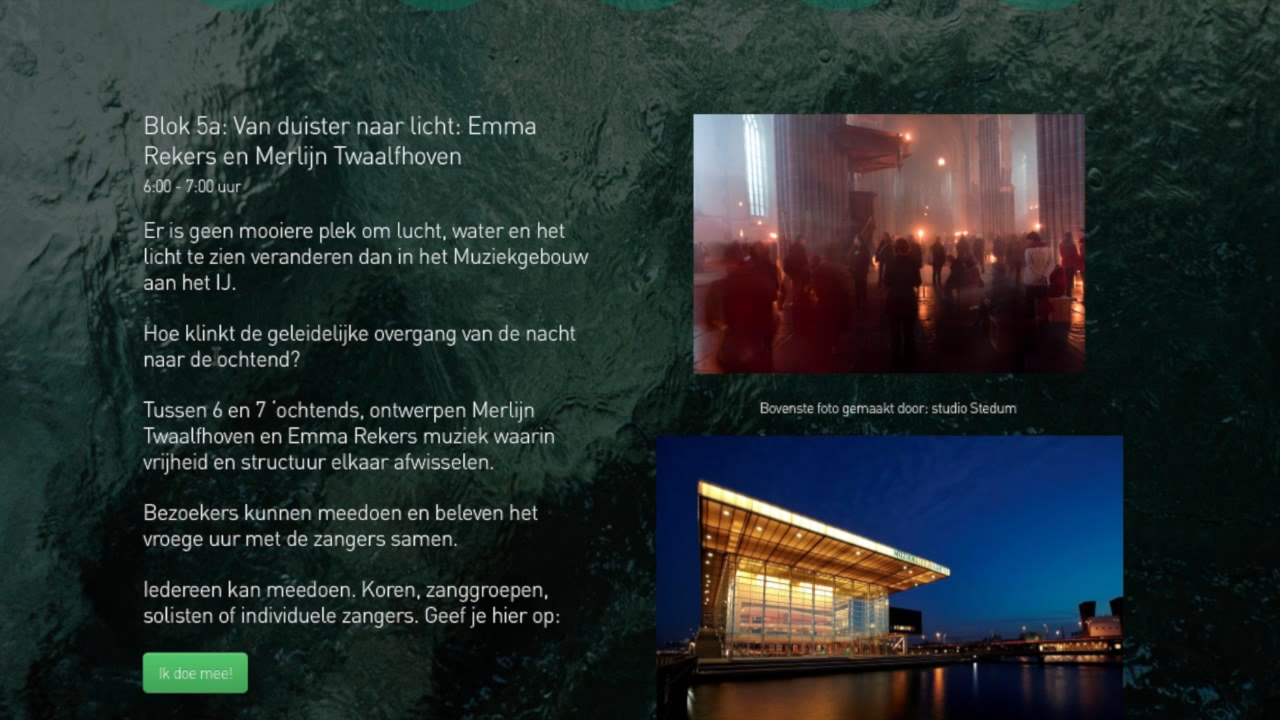 Blok 5a: Van duister naar licht: Emma
Rekers en Merlijn Twaalfhoven
6:00 - 7:00 uur
Er is geen mooiere plek om lucht, water en het
licht te zien veranderen dan in het Muziekgebouw
aan het IJ.
Hoe klinkt de geleidelijke overgang van de nacht
naar de ochtend?
Tussen 6 en 7 'ochtends, ontwerpen Merlijn
Twaalfhoven en Emma Rekers muziek waarin
vrijheid en structuur elkaar afwisselen.
Bezoekers kunnen meedoen en beleven het
vroege uur met de zangers samen.
Iedereen kan meedoen. Koren, zanggroepen,
solisten of individuele zangers. Geef je hier op:
Ik doe mee!
Bovenste foto gemaakt door: studio Stedum